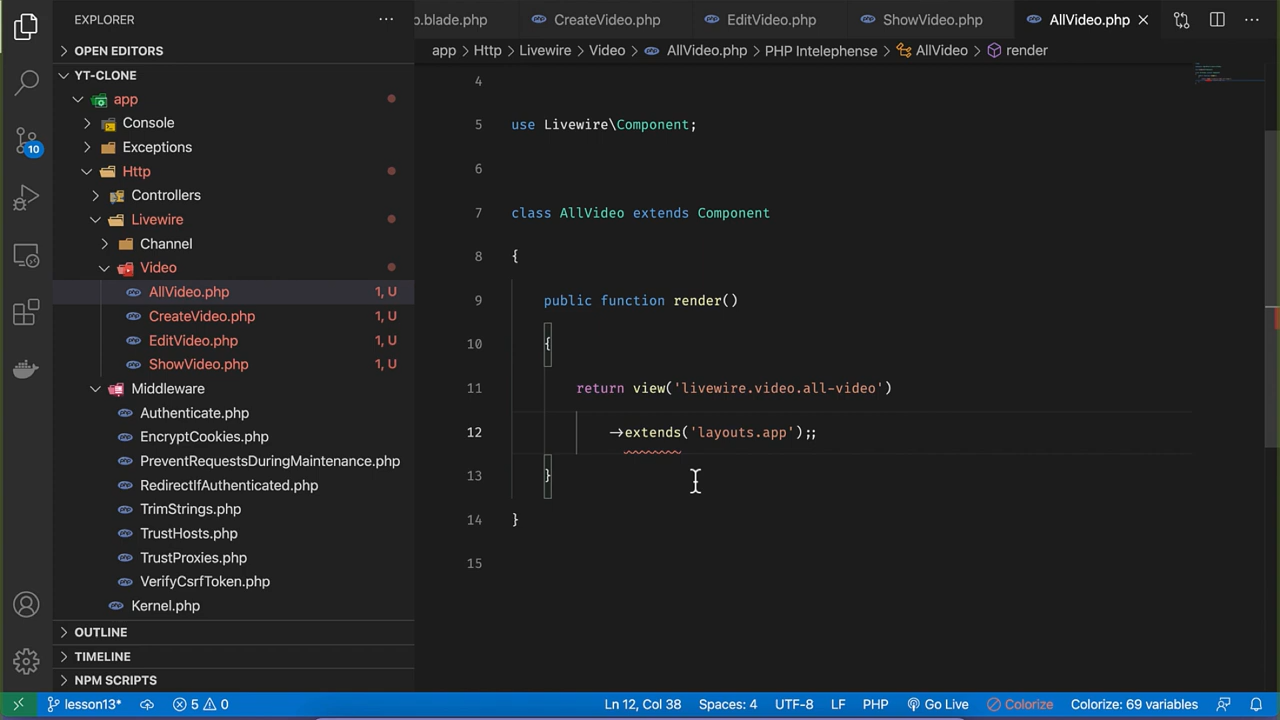 EXPLORER
OPEN EDITORS
YT-CLONE
app
Console
Exceptions
Http
Controllers
Livewire
Channel
Video
AllVideo.php 1, U
CreateVideo.php 1, U
EditVideo.php 1, U
ShowVideo.php 1, U
Middleware
Authenticate.php
EncryptCookies.php
PreventRequestsDuringMaintenance.php
RedirectIfAuthenticated.php
TrimStrings.php
TrustHosts.php
TrustProxies.php
VerifyCsrfToken.php
Kernel.php
OUTLINE
TIMELINE
NPM SCRIPTS
10
p.blade.php CreateVideo.php EditVideo.php ShowVideo.php AllVideo.php
app > Http > Livewire > Video > AllVideo.php > PHP Intelephense > AllVideo > render
4
5 use Livewire\Component;
6
7 class AllVideo extends Component
8 {
9 public function render()
10 {
11 return view('livewire.video.all-video')
12 ->extends('layouts.app');;
13 }
14 }
15
lesson13* 5 0 Ln 12, Col 38 Spaces: 4 UTF-8 LF PHP Go Live Colorize Colorize: 69 variables